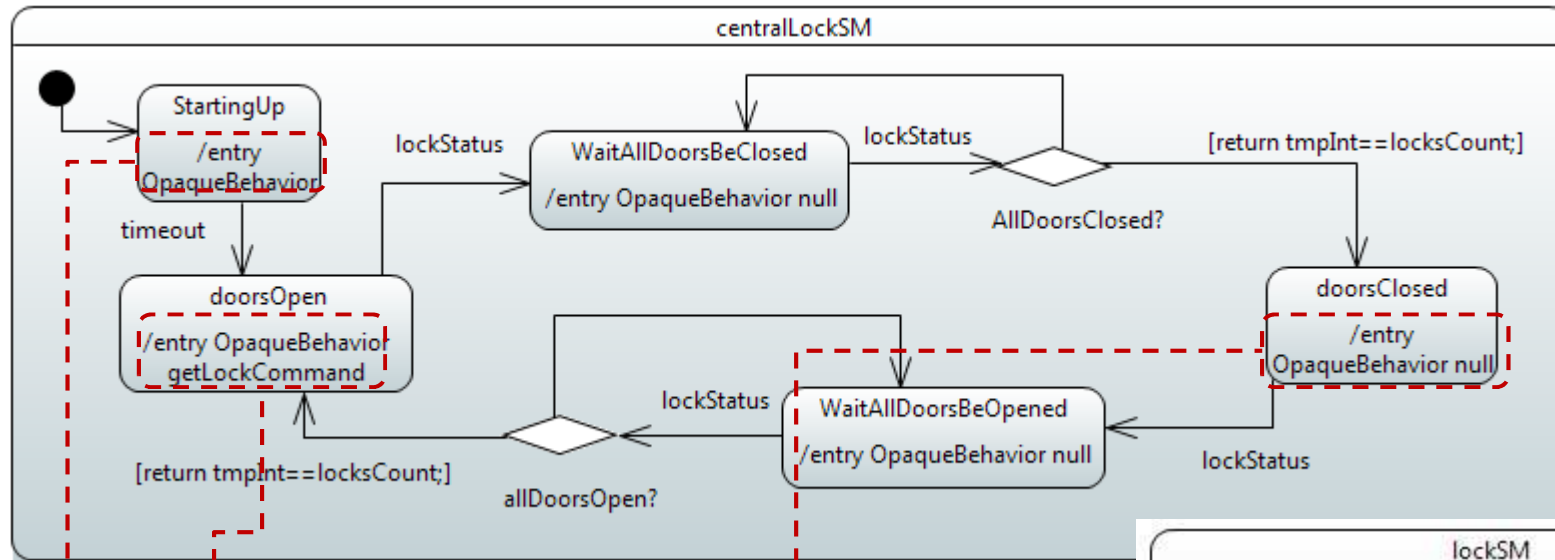 centralLockSM
StartingUp
/entry
OpaqueBehavior
timeout
lockStatus
WaitAllDoorsBeClosed
/entry OpaqueBehavior null
lockStatus
AllDoorsClosed?
[return tmpInt==locksCount;]
doorsOpen
/entry OpaqueBehavior
getLockCommand
doorsClosed
/entry
OpaqueBehavior null
lockStatus
WaitAllDoorsBeOpened
/entry OpaqueBehavior null
lockStatus
[return tmpInt==locksCount;]
allDoorsOpen?
lockSM